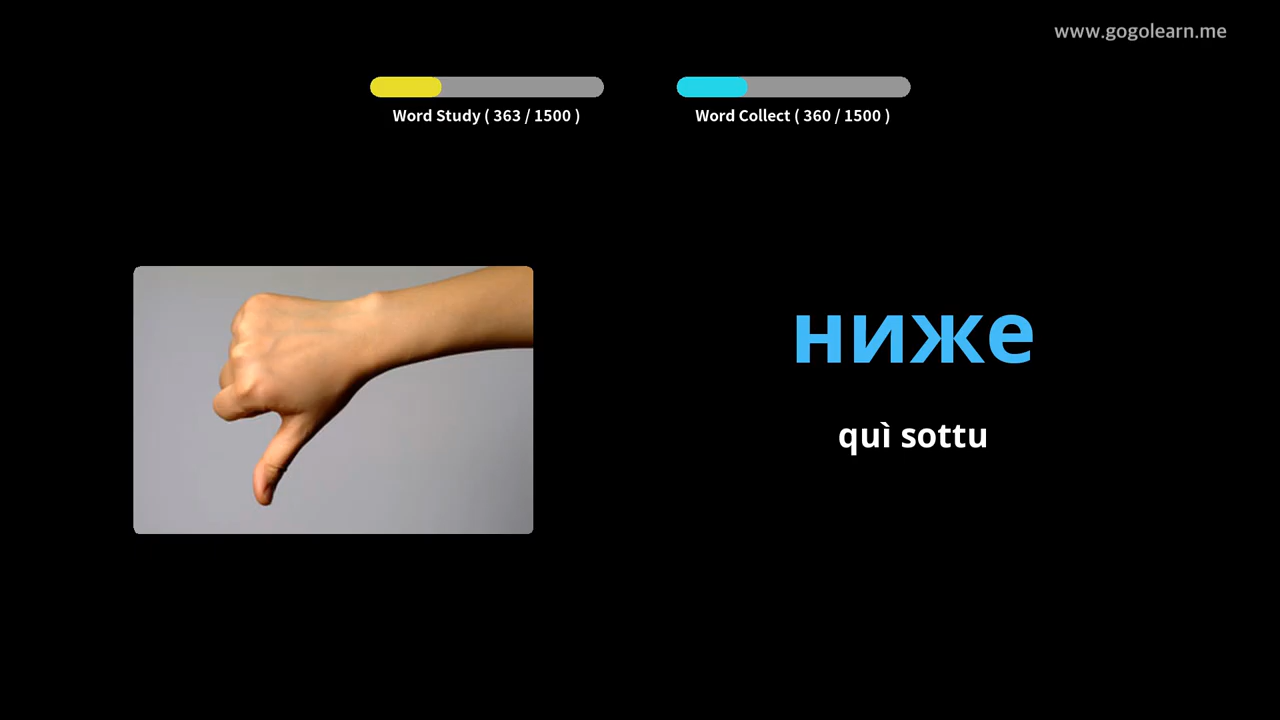 www.gogolearn.me
Word Study ( 363 / 1500 )
Word Collect ( 360 / 1500 )
ниже
quì sottu